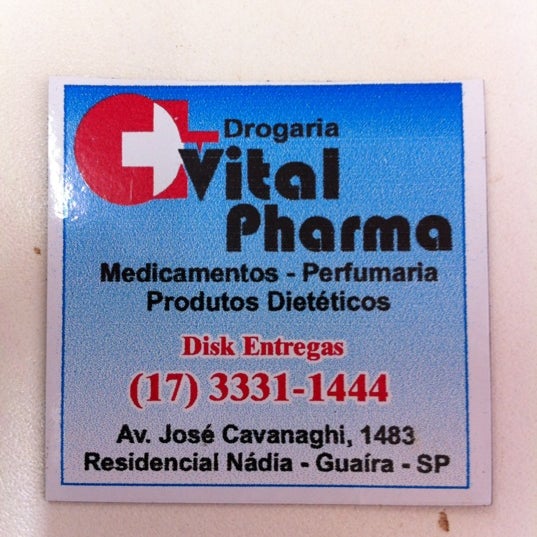 Drogaria
Vital
Pharma
Medicamentos - Perfumaria
Produtos Dietéticos
Disk Entregas
(17) 3331-1444
Av. José Cavanaghi, 1483
Residencial Nádia - Guaíra - SP